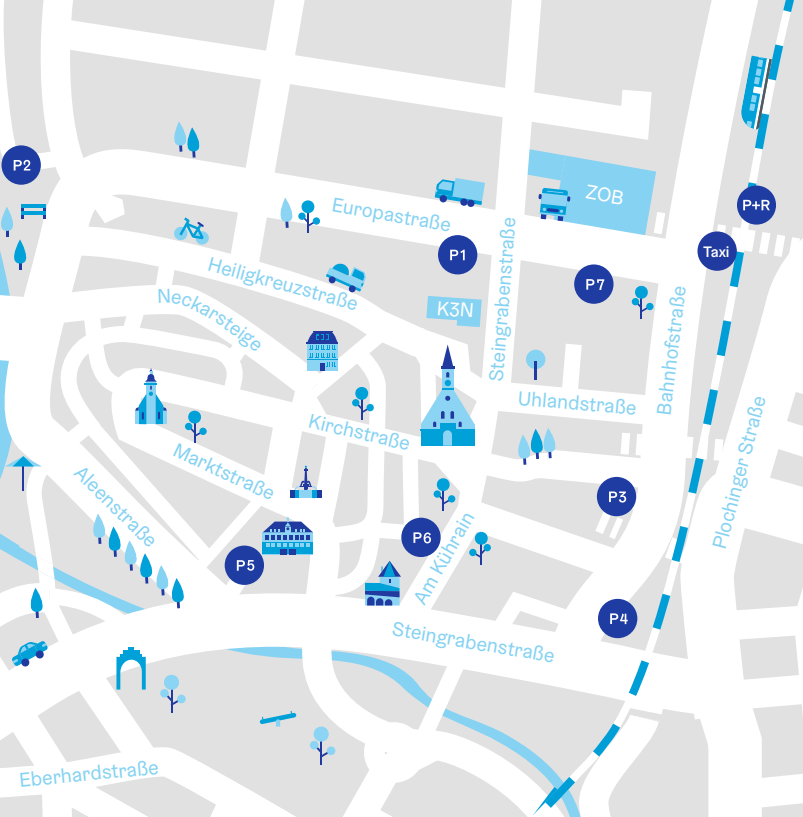 P2
ZOB
P+R
Europastraße
P1
Taxi
P7
Heiligkreuzstraße
K3N
Neckarsteige
Steingrabenstraße
Bahnhofstraße
Uhlandstraße
Kirchstraße
Plochinger Straße
Marktstraße
Aleenstraße
P3
P6
P5
Am Kührain
P4
Steingrabenstraße
Eberhardstraße